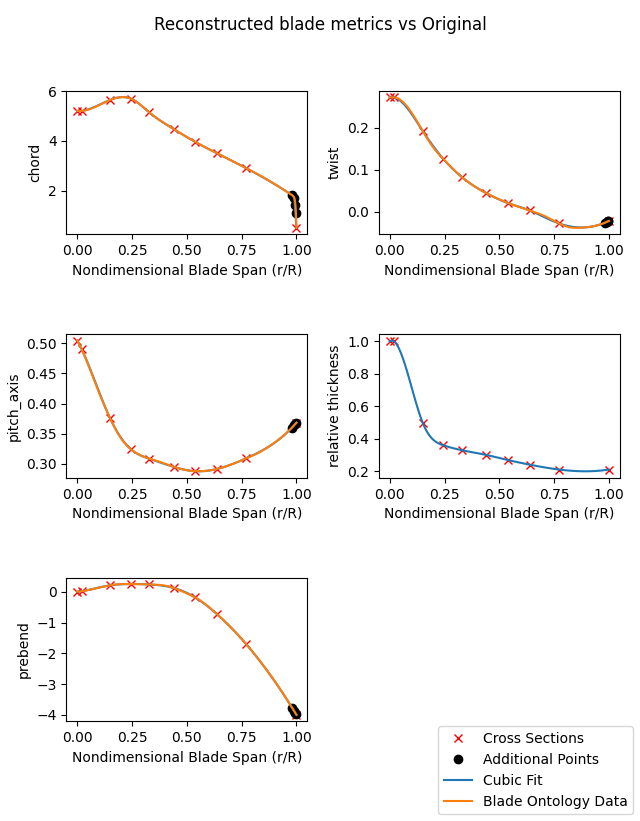 Reconstructed blade metrics vs Original
6
4
2
chord
0.00 0.25 0.50 0.75 1.00
Nondimensional Blade Span (r/R)
0.2
0.1
0.0
twist
0.00 0.25 0.50 0.75 1.00
Nondimensional Blade Span (r/R)
0.50
0.45
0.40
0.35
0.30
pitch_axis
0.00 0.25 0.50 0.75 1.00
Nondimensional Blade Span (r/R)
1.0
0.8
0.6
0.4
0.2
relative thickness
0.00 0.25 0.50 0.75 1.00
Nondimensional Blade Span (r/R)
0
−1
−2
−3
−4
prebend
0.00 0.25 0.50 0.75 1.00
Nondimensional Blade Span (r/R)
Cross Sections
Additional Points
Cubic Fit
Blade Ontology Data